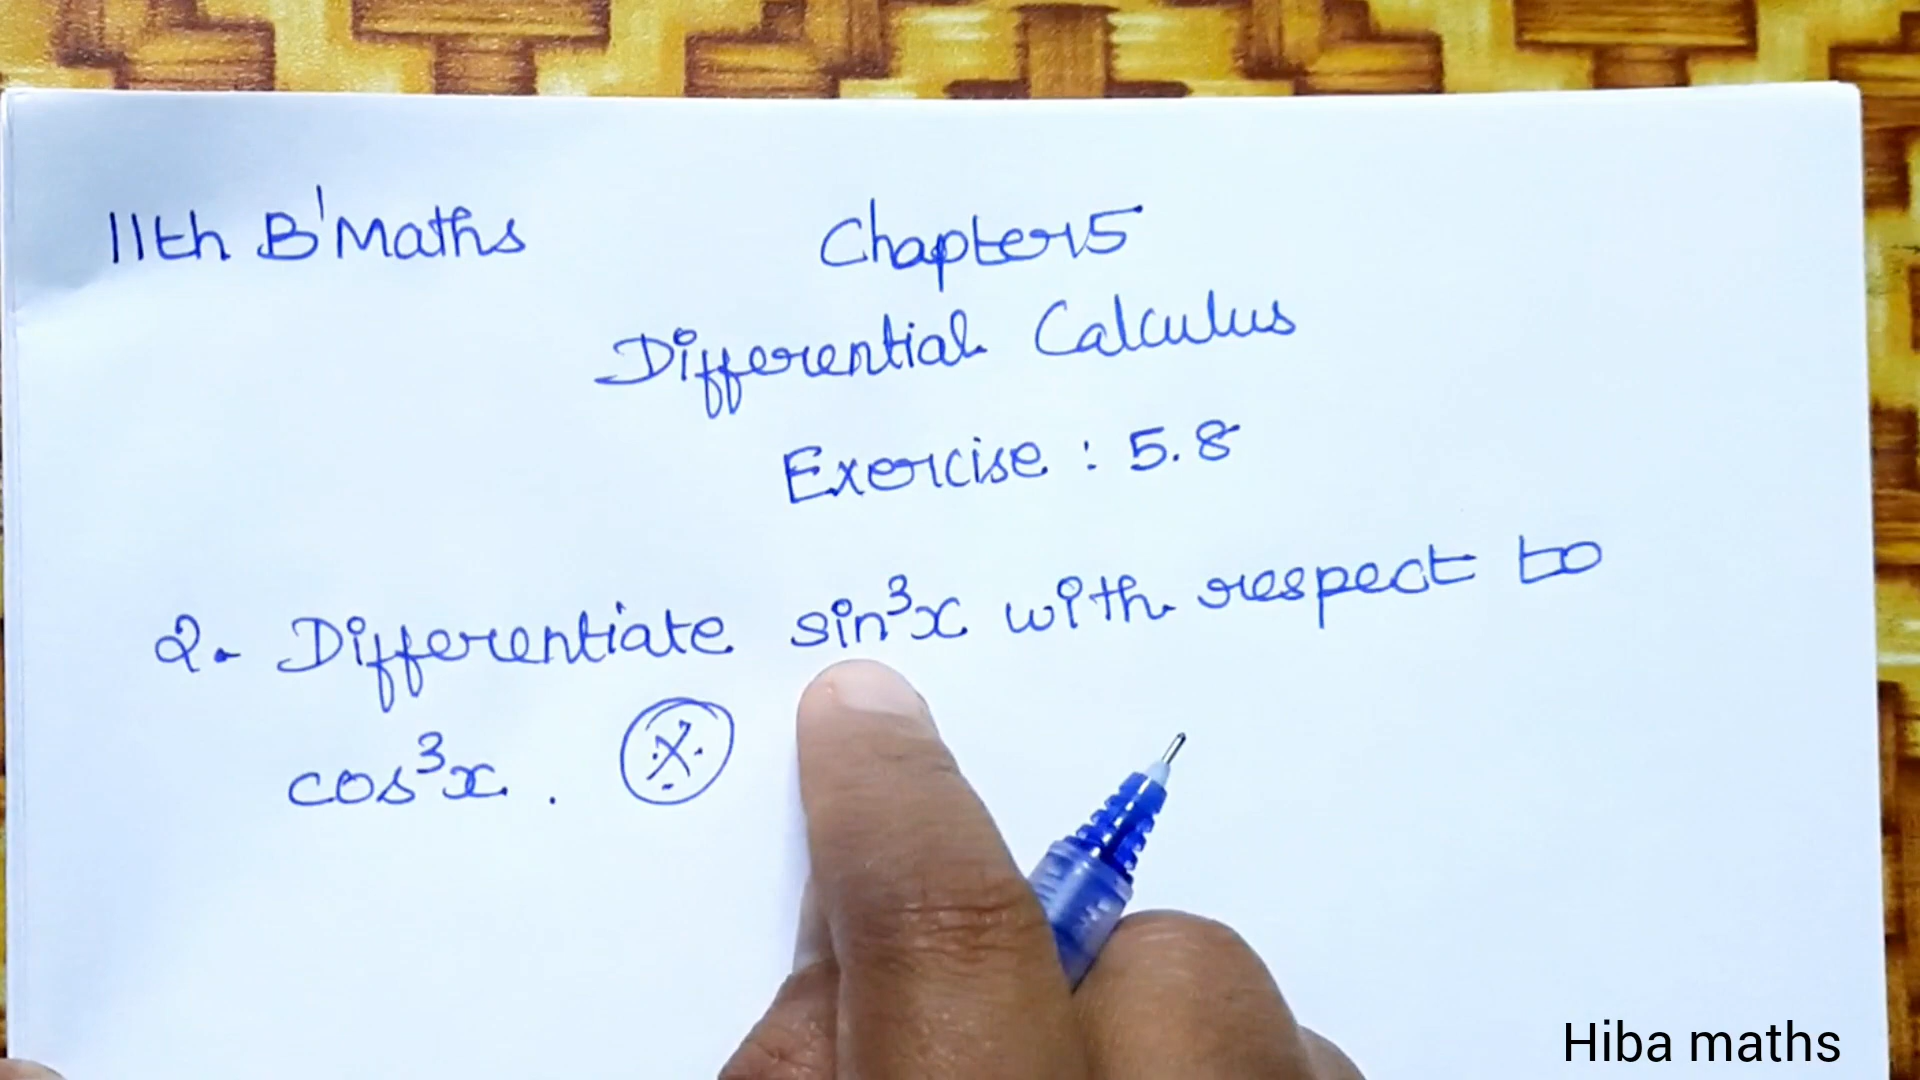 11th B'Maths Chapter 5
Differential Calculus
Exercise : 5.8
2. Differentiate sin³x with respect to
cos³x.
Hiba maths